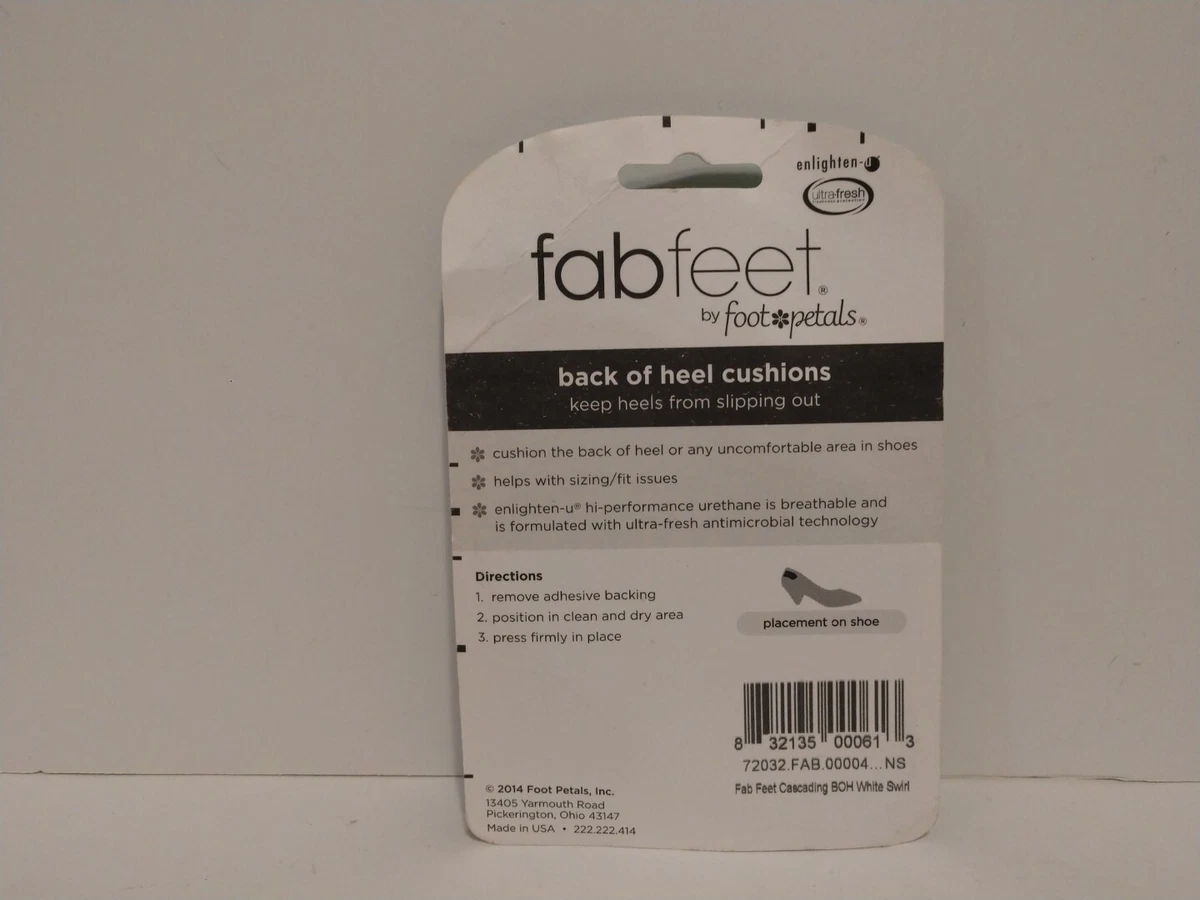 enlighten-u
ultra-fresh
fabfeet®
by foot petals®
back of heel cushions
keep heels from slipping out
cushion the back of heel or any uncomfortable area in shoes
helps with sizing/fit issues
enlighten-u® hi-performance urethane is breathable and
is formulated with ultra-fresh antimicrobial technology
Directions
1. remove adhesive backing
2. position in clean and dry area
3. press firmly in place
placement on shoe
8 32135 00061 3
72032.FAB.00004...NS
Fab Feet Cascading BOH White Swirl
© 2014 Foot Petals, Inc.
13405 Yarmouth Road
Pickerington, Ohio 43147
Made in USA • 222.222.414